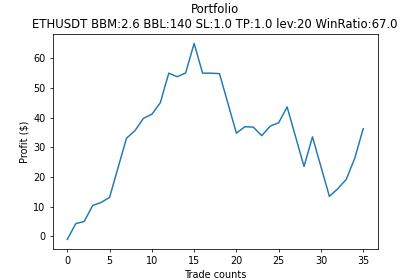 Portfolio
ETHUSDT BBM:2.6 BBL:140 SL:1.0 TP:1.0 lev:20 WinRatio:67.0
60
50
40
30
20
10
0
Profit ($)
0 5 10 15 20 25 30 35
Trade counts